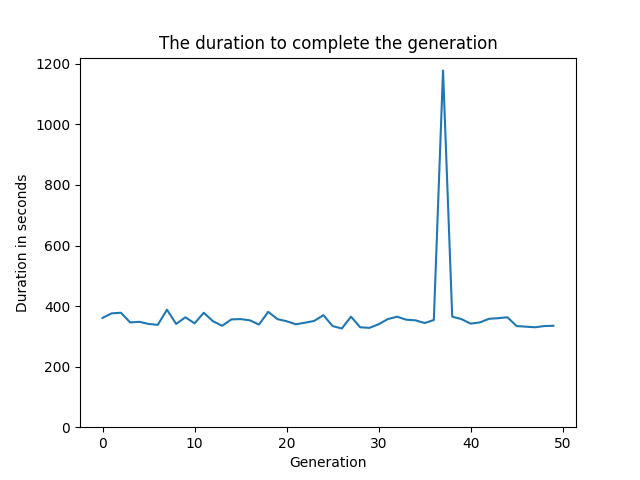 The duration to complete the generation
1200
1000
800
600
400
200
0
Duration in seconds
0 10 20 30 40 50
Generation